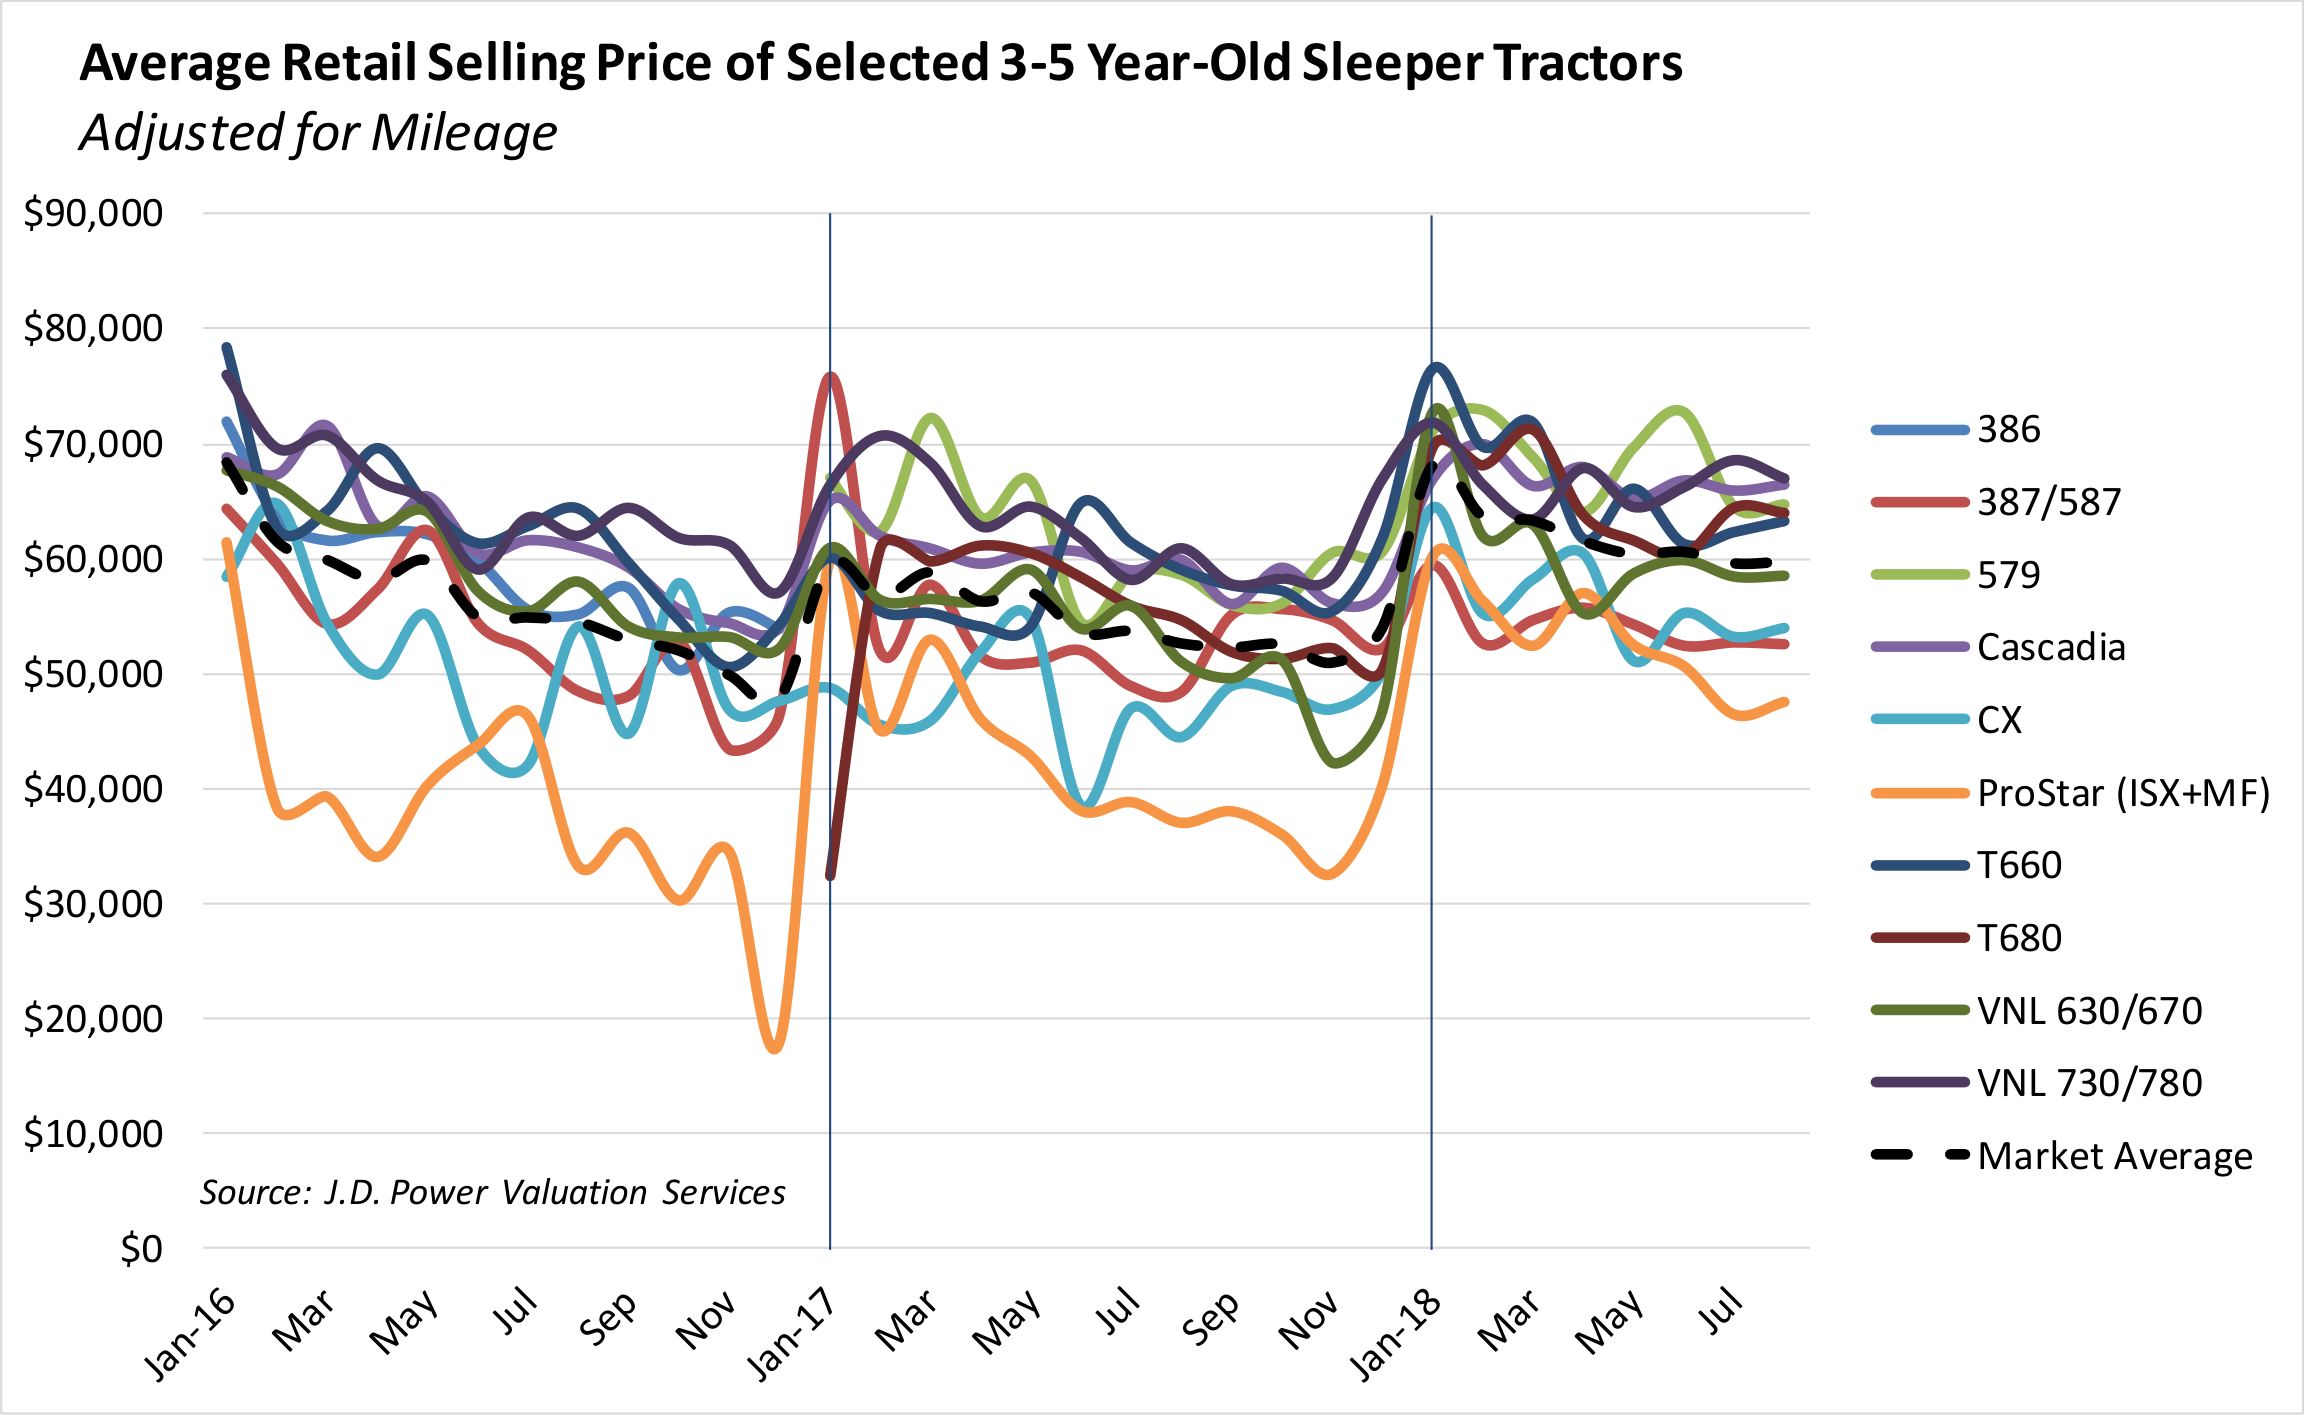 Average Retail Selling Price of Selected 3-5 Year-Old Sleeper Tractors
Adjusted for Mileage
$90,000
$80,000
$70,000
$60,000
$50,000
$40,000
$30,000
$20,000
$10,000
$0
386
387/587
579
Cascadia
CX
ProStar (ISX+MF)
T660
T680
VNL 630/670
VNL 730/780
Market Average
Source: J.D. Power Valuation Services
Jan-16
Mar
May
Jul
Sep
Nov
Jan-17
Mar
May
Jul
Sep
Nov
Jan-18
Mar
May
Jul